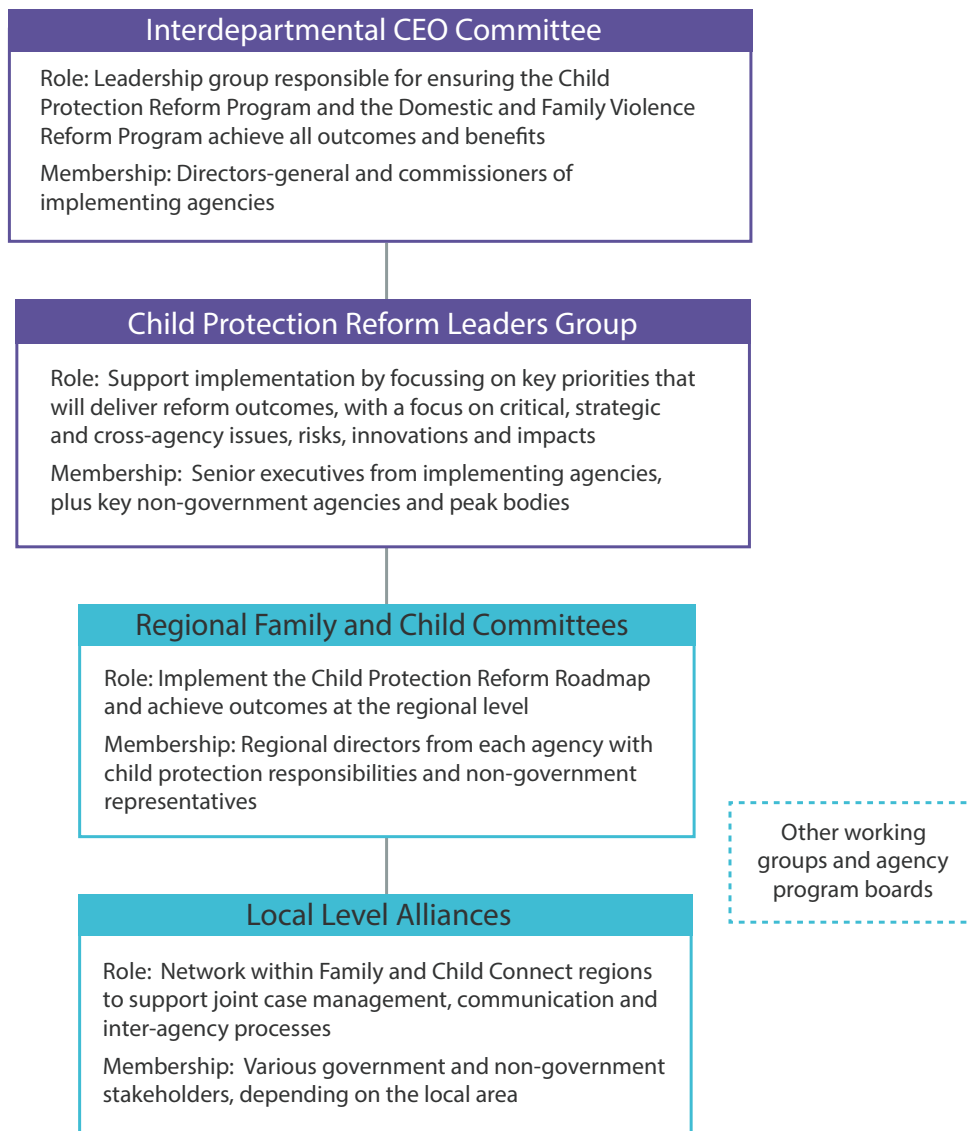 Interdepartmental CEO Committee
Role: Leadership group responsible for ensuring the Child
Protection Reform Program and the Domestic and Family Violence
Reform Program achieve all outcomes and benefits
Membership: Directors-general and commissioners of
implementing agencies
Child Protection Reform Leaders Group
Role: Support implementation by focussing on key priorities that
will deliver reform outcomes, with a focus on critical, strategic
and cross-agency issues, risks, innovations and impacts
Membership: Senior executives from implementing agencies,
plus key non-government agencies and peak bodies
Regional Family and Child Committees
Role: Implement the Child Protection Reform Roadmap
and achieve outcomes at the regional level
Membership: Regional directors from each agency with
child protection responsibilities and non-government
representatives
Other working
groups and agency
program boards
Local Level Alliances
Role: Network within Family and Child Connect regions
to support joint case management, communication and
inter-agency processes
Membership: Various government and non-government
stakeholders, depending on the local area